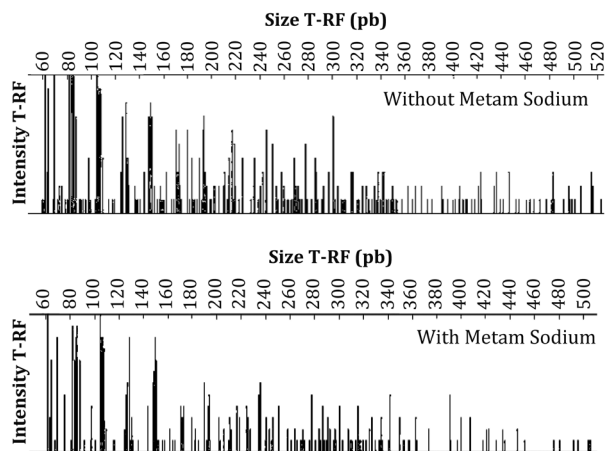 Size T-RF (pb)
60 80 100 120 140 160 180 200 220 240 260 280 300 320 340 360 380 400 420 440 460 480 500 520
Intensity T-RF
Without Metam Sodium
Size T-RF (pb)
60 80 100 120 140 160 180 200 220 240 260 280 300 320 340 360 380 400 420 440 460 480 500
Intensity T-RF
With Metam Sodium